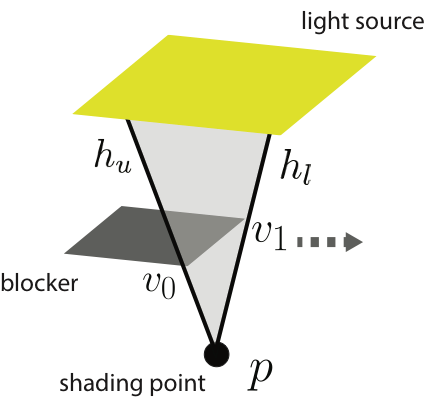 light source
h_u
h_l
v_1
blocker
v_0
shading point
p